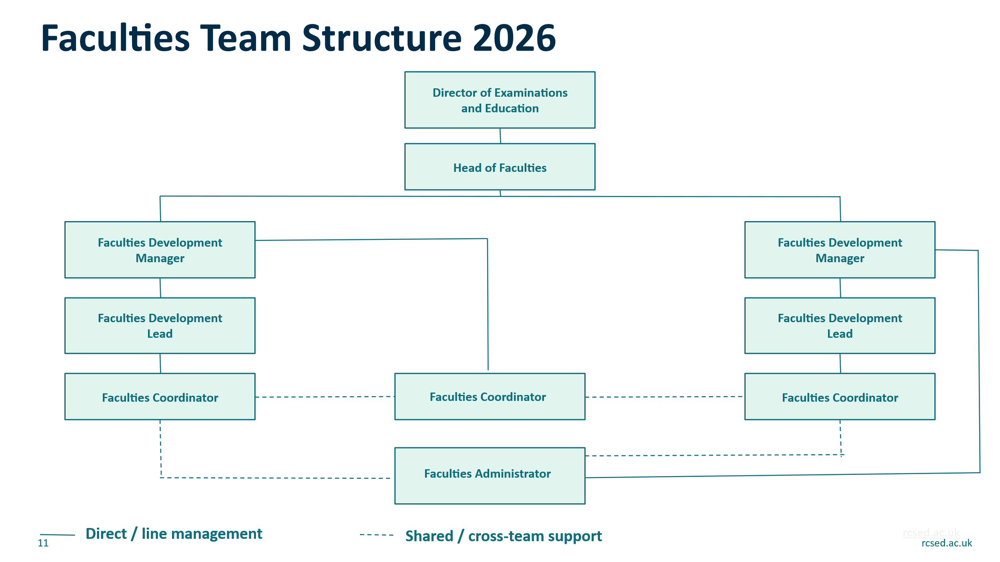 Faculties Team Structure 2026
Director of Examinations
and Education
Head of Faculties
Faculties Development
Manager
Faculties Development
Manager
Faculties Development
Lead
Faculties Development
Lead
Faculties Coordinator
Faculties Coordinator
Faculties Coordinator
Faculties Administrator
Direct / line management
Shared / cross-team support
rcsed.ac.uk
11
rcsed.ac.uk